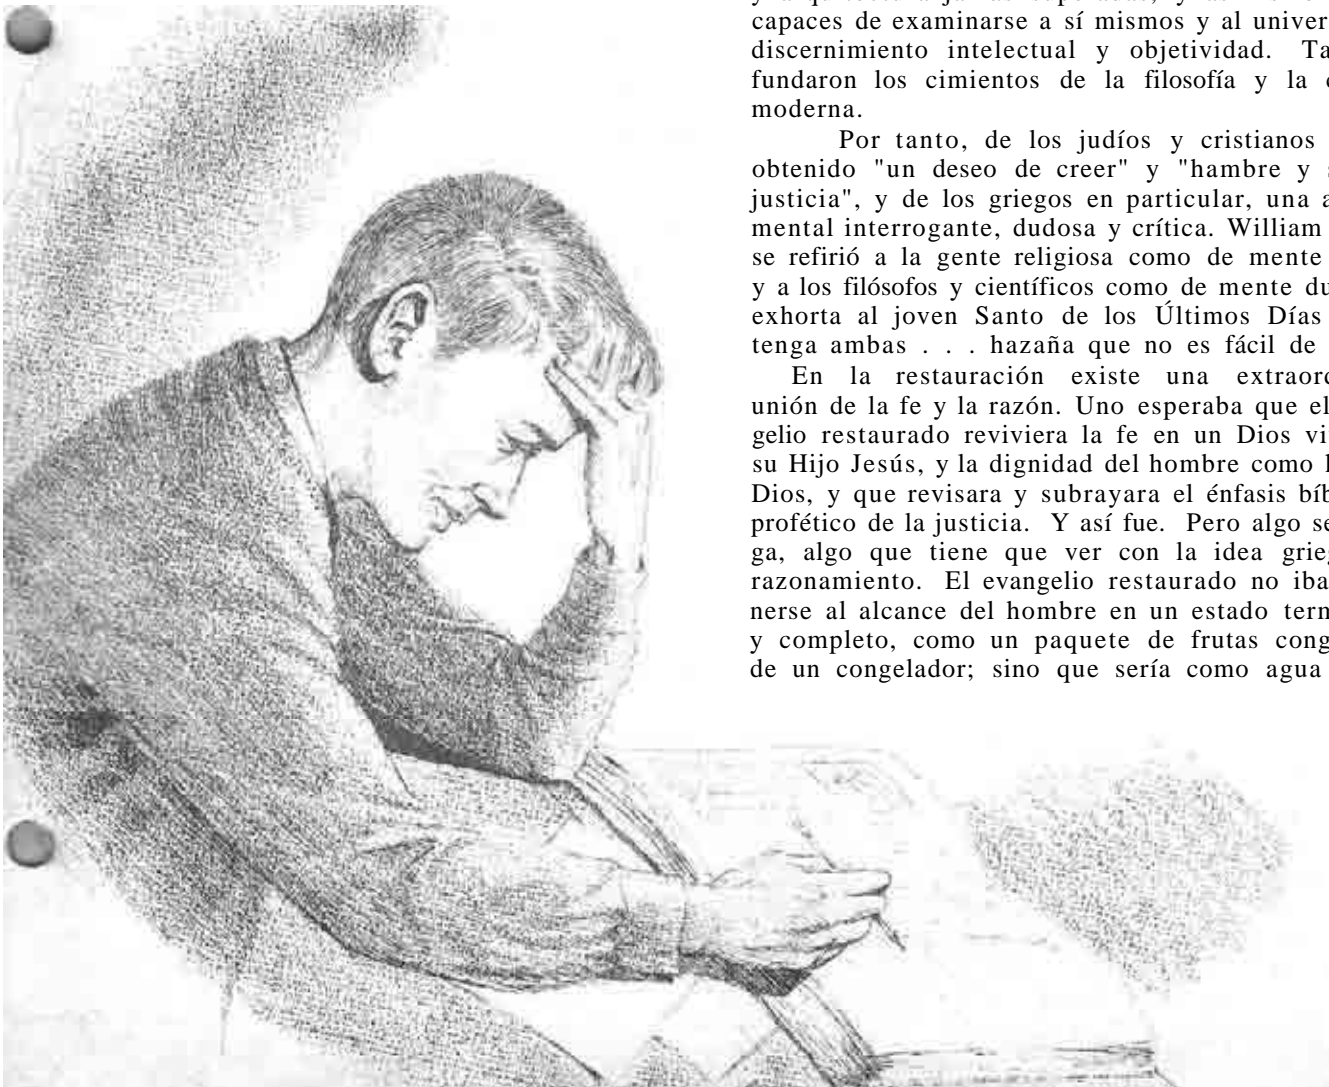 capaces de examinarse a sí mismos y al univer
discernimiento intelectual y objetividad. Ta
fundaron los cimientos de la filosofía y la
moderna.
Por tanto, de los judíos y cristianos
obtenido "un deseo de creer" y "hambre y s
justicia", y de los griegos en particular, una a
mental interrogante, dudosa y crítica. William
se refirió a la gente religiosa como de mente
y a los filósofos y científicos como de mente du
exhorta al joven Santo de los Últimos Días
tenga ambas . . . hazaña que no es fácil de
En la restauración existe una extraord
unión de la fe y la razón. Uno esperaba que el
gelio restaurado reviviera la fe en un Dios vi
su Hijo Jesús, y la dignidad del hombre como h
Dios, y que revisara y subrayara el énfasis bíb
profético de la justicia. Y así fue. Pero algo se
ga, algo que tiene que ver con la idea grieg
razonamiento. El evangelio restaurado no iba
nerse al alcance del hombre en un estado term
y completo, como un paquete de frutas cong
de un congelador; sino que sería como agua